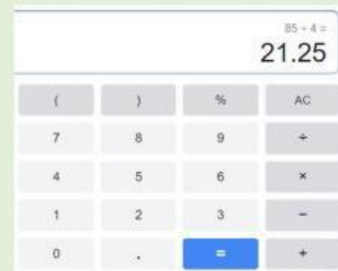 85 ÷ 4 =
21.25
( ) % AC
7 8 9 ÷
4 5 6 ×
1 2 3 −
0 . = +